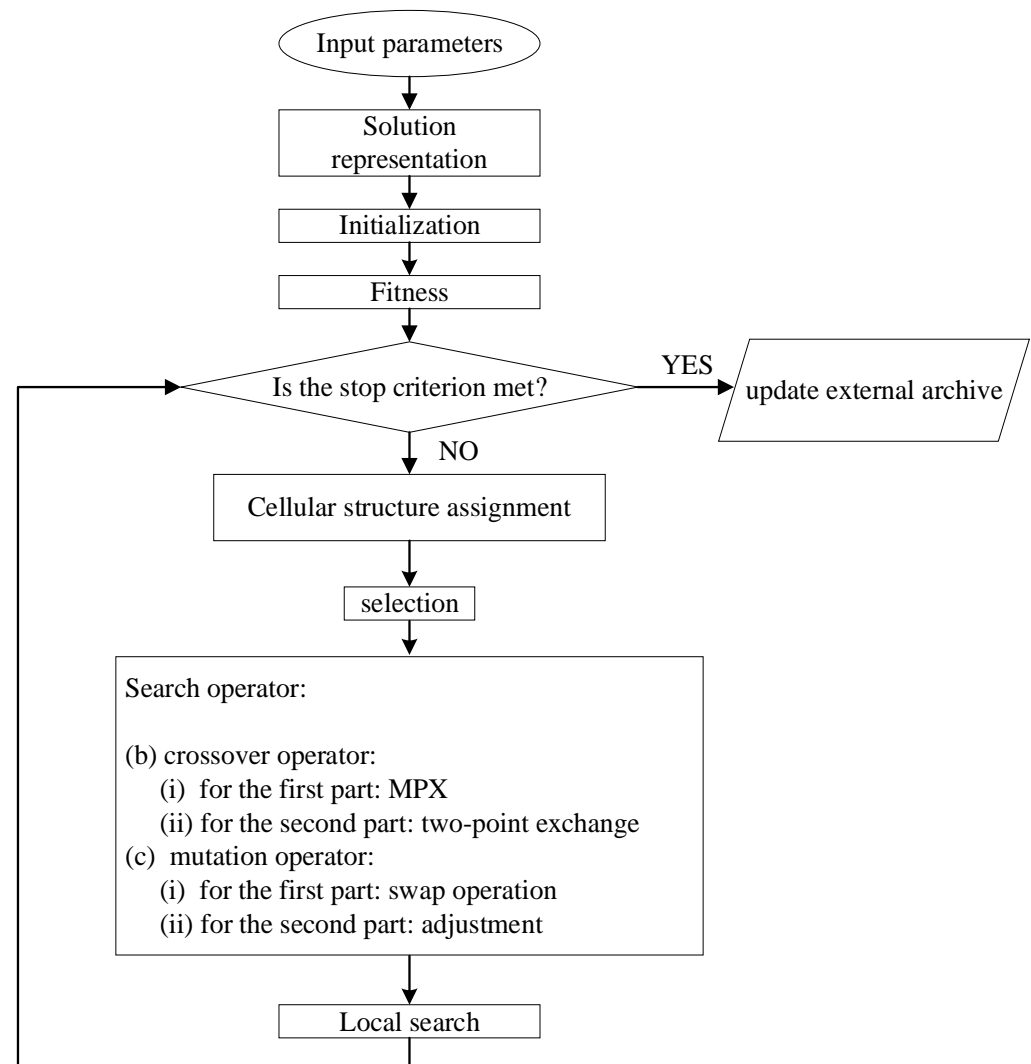 Input parameters
Solution
representation
Initialization
Fitness
Is the stop criterion met?
YES
update external archive
NO
Cellular structure assignment
selection
Search operator:
(b) crossover operator:
(i) for the first part: MPX
(ii) for the second part: two-point exchange
(c) mutation operator:
(i) for the first part: swap operation
(ii) for the second part: adjustment
Local search